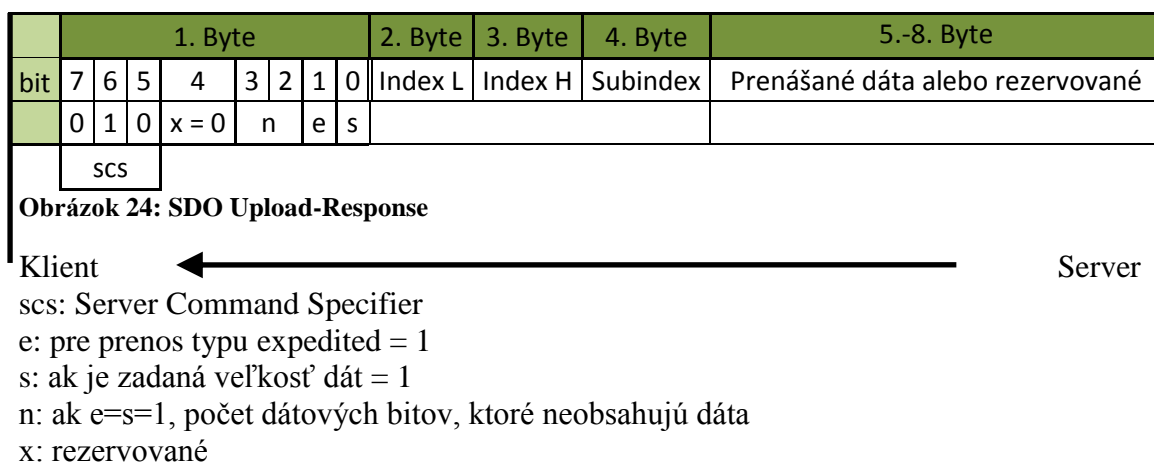 1. Byte 2. Byte 3. Byte 4. Byte 5.-8. Byte
bit 7 6 5 4 3 2 1 0 Index L Index H Subindex Prenášané dáta alebo rezervované
0 1 0 x = 0 n e s
scs
Obrázok 24: SDO Upload-Response
Klient Server
scs: Server Command Specifier
e: pre prenos typu expedited = 1
s: ak je zadaná veľkosť dát = 1
n: ak e=s=1, počet dátových bitov, ktoré neobsahujú dáta
x: rezervované